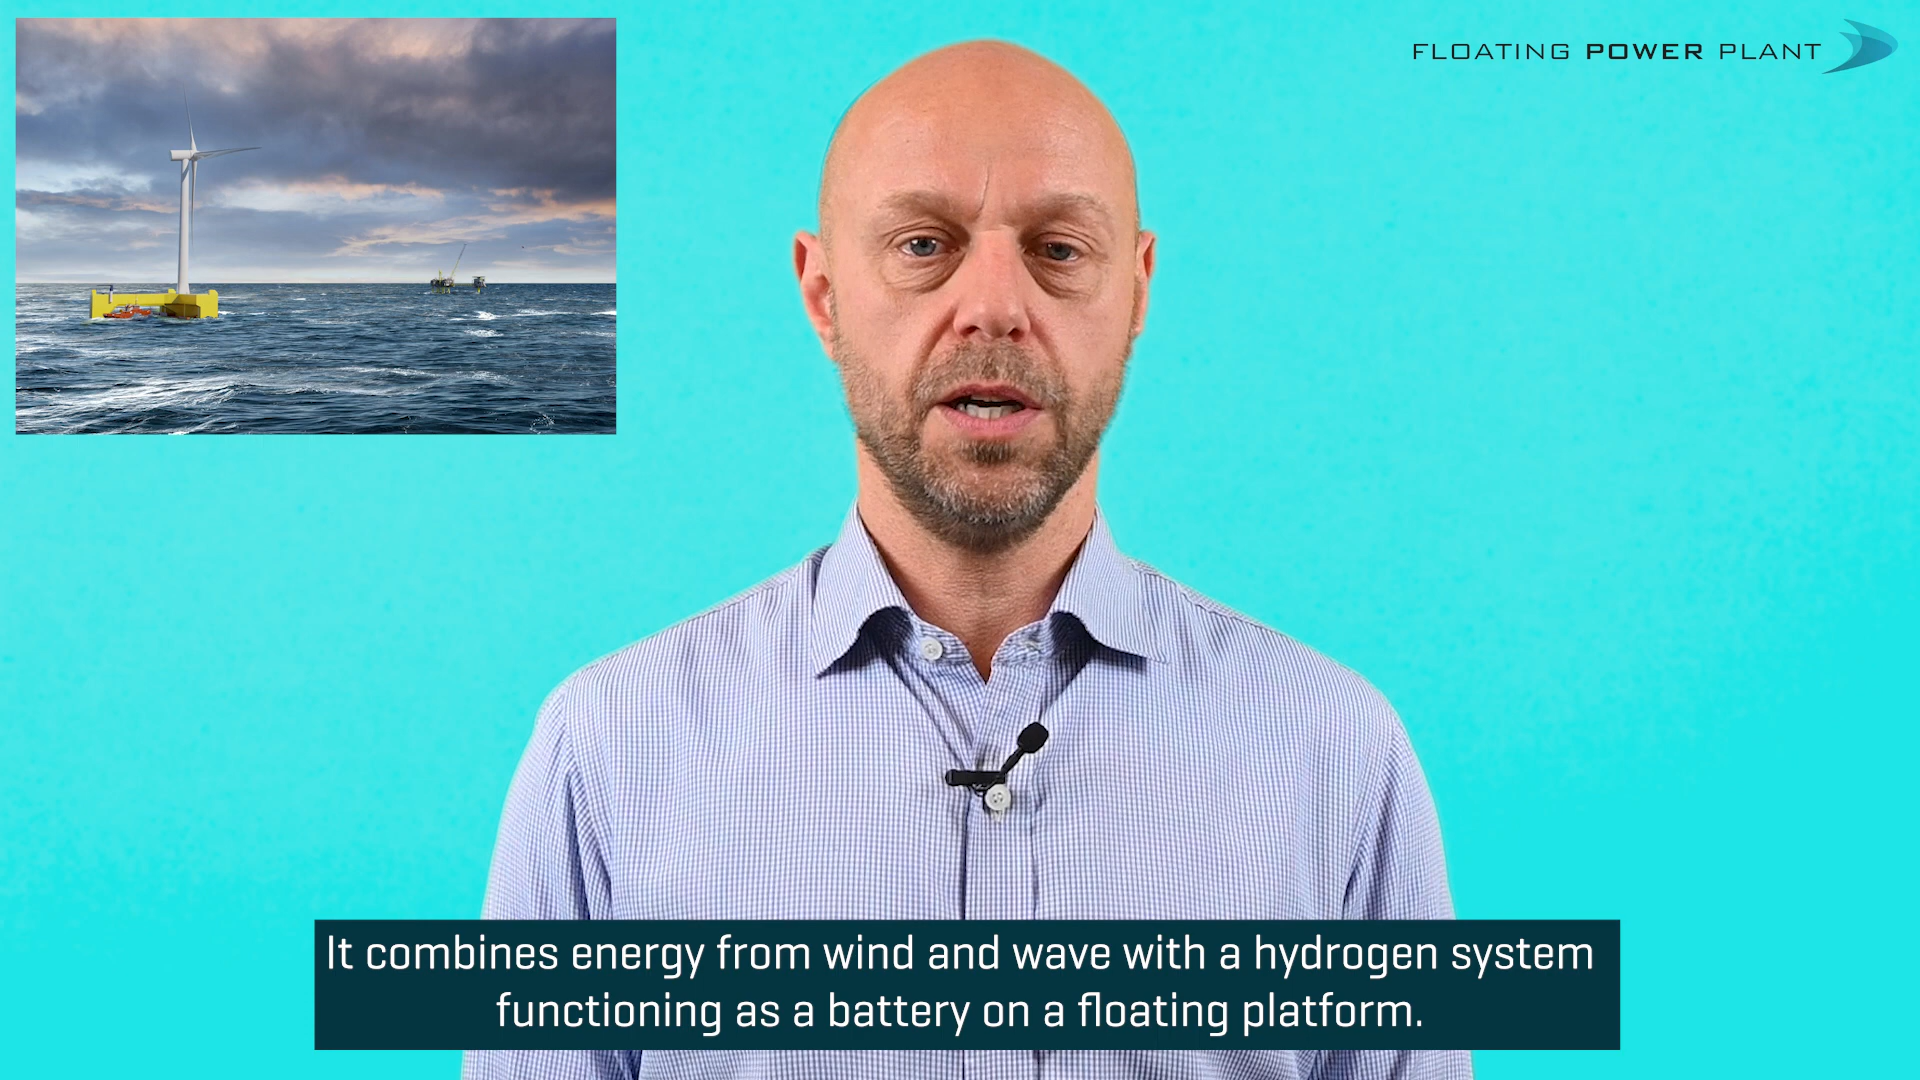 FLOATING POWER PLANT
It combines energy from wind and wave with a hydrogen system
functioning as a battery on a floating platform.